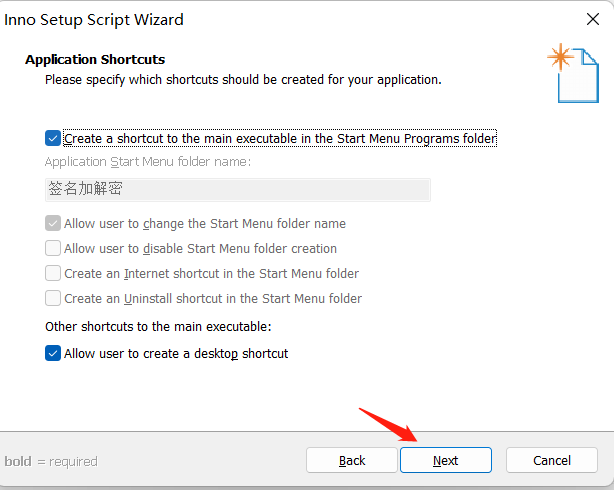 Inno Setup Script Wizard
Application Shortcuts
Please specify which shortcuts should be created for your application.
Create a shortcut to the main executable in the Start Menu Programs folder
Application Start Menu folder name:
签名加解密
Allow user to change the Start Menu folder name
Allow user to disable Start Menu folder creation
Create an Internet shortcut in the Start Menu folder
Create an Uninstall shortcut in the Start Menu folder
Other shortcuts to the main executable:
Allow user to create a desktop shortcut
bold = required
Back
Next
Cancel